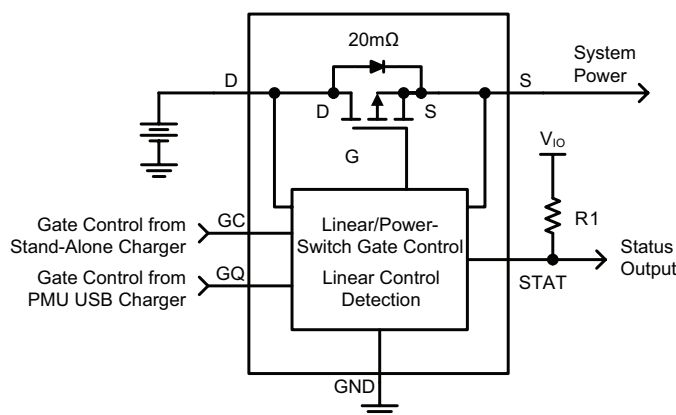 20mΩ
System
Power
D
S
D
S
G
V_IO
R1
Gate Control from
Stand-Alone Charger
GC
Linear/Power-
Switch Gate Control
Gate Control from
PMU USB Charger
GQ
Linear Control
Detection
Status
Output
STAT
GND